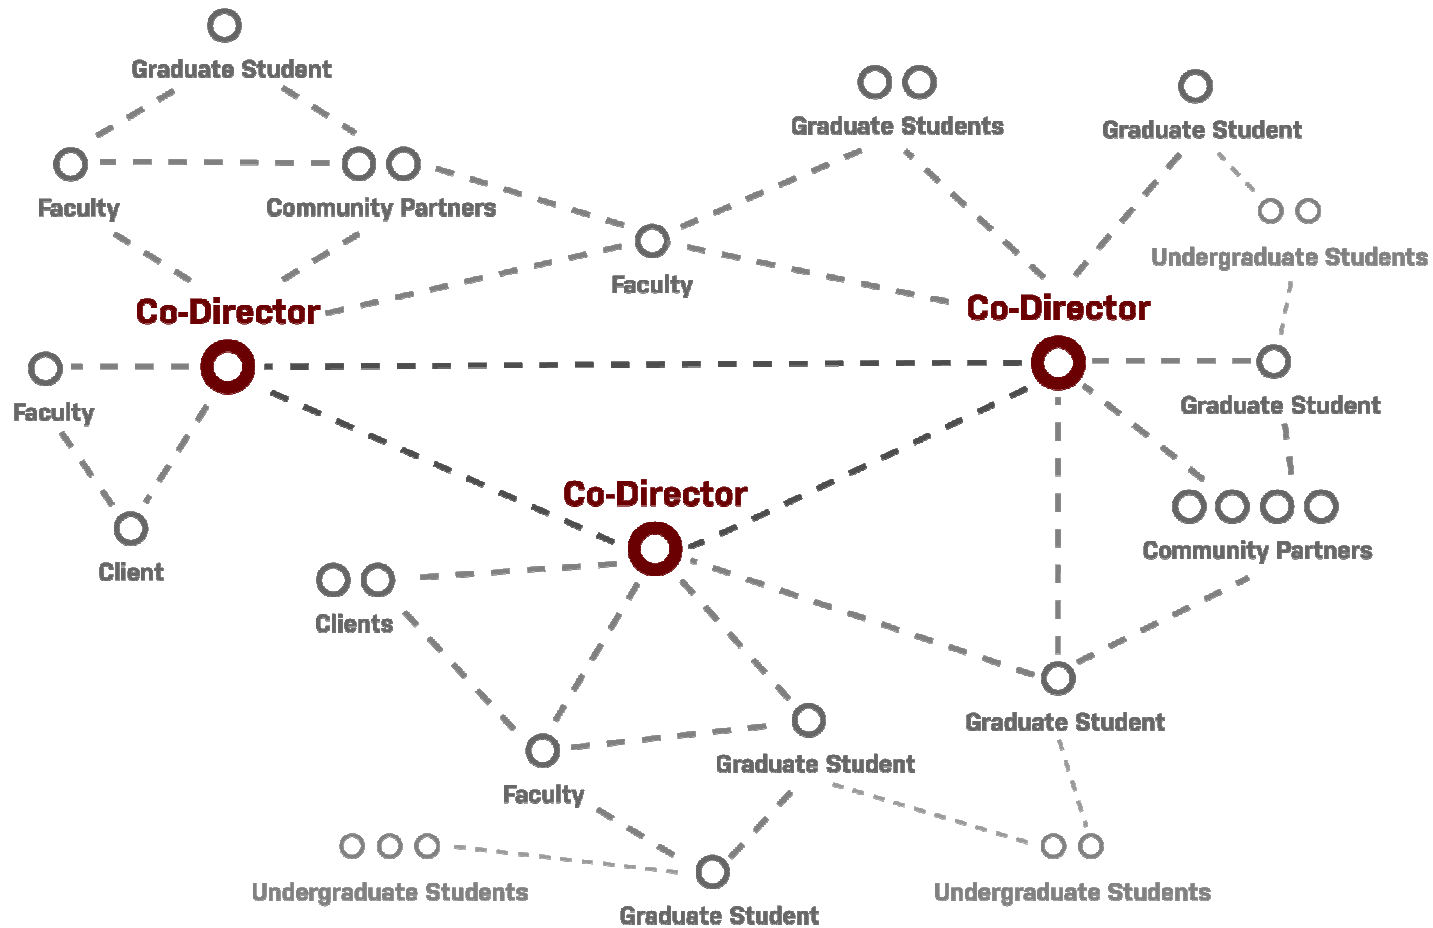 Graduate Student
Graduate Students
Graduate Student
Faculty
Community Partners
Undergraduate Students
Faculty
Co-Director
Co-Director
Faculty
Graduate Student
Co-Director
Community Partners
Client
Clients
Graduate Student
Graduate Student
Faculty
Undergraduate Students
Undergraduate Students
Graduate Student